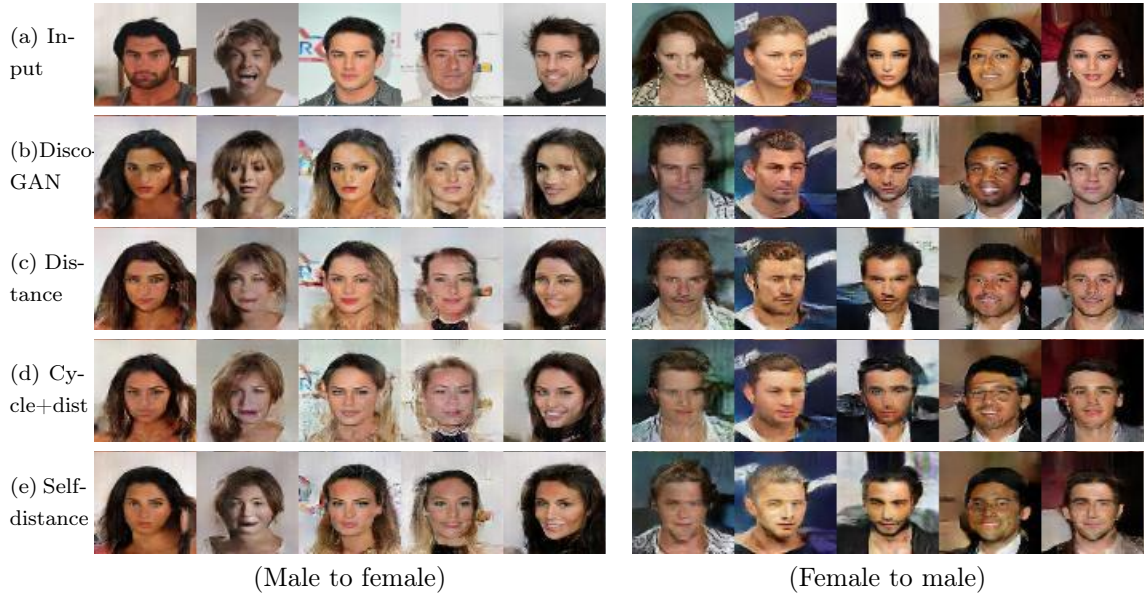 (a) In-
put
(b)Disco-
GAN
(c) Dis-
tance
(d) Cy-
cle+dist
(e) Self-
distance
(Male to female)
(Female to male)